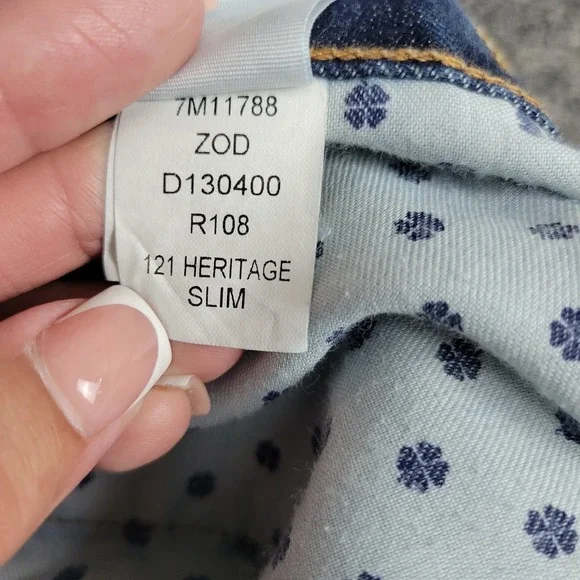 7M11788
ZOD
D130400
R108
121 HERITAGE
SLIM